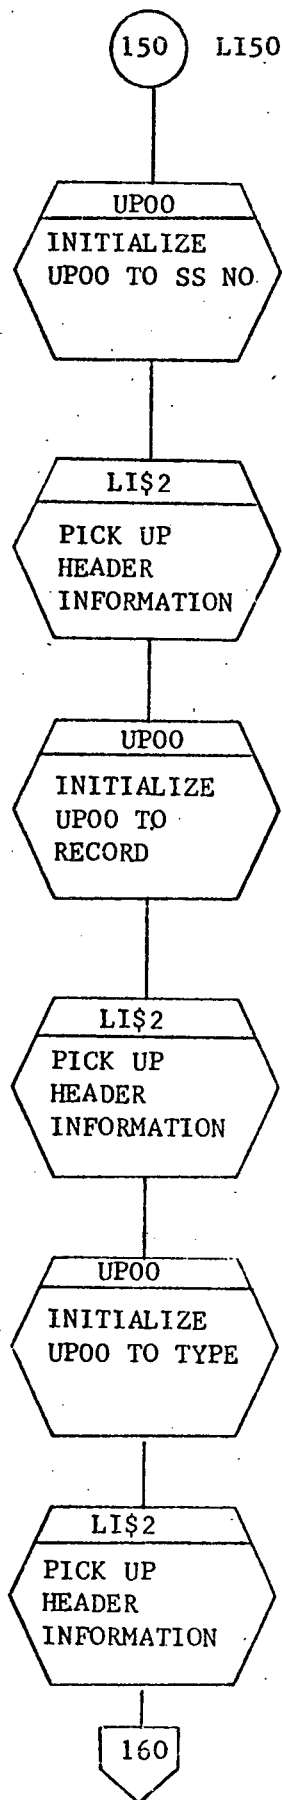 150 LI50
UP00
INITIALIZE
UP00 TO SS NO.
LI$2
PICK UP
HEADER
INFORMATION
UP00
INITIALIZE
UP00 TO
RECORD
LI$2
PICK UP
HEADER
INFORMATION
UP00
INITIALIZE
UP00 TO TYPE
LI$2
PICK UP
HEADER
INFORMATION
160